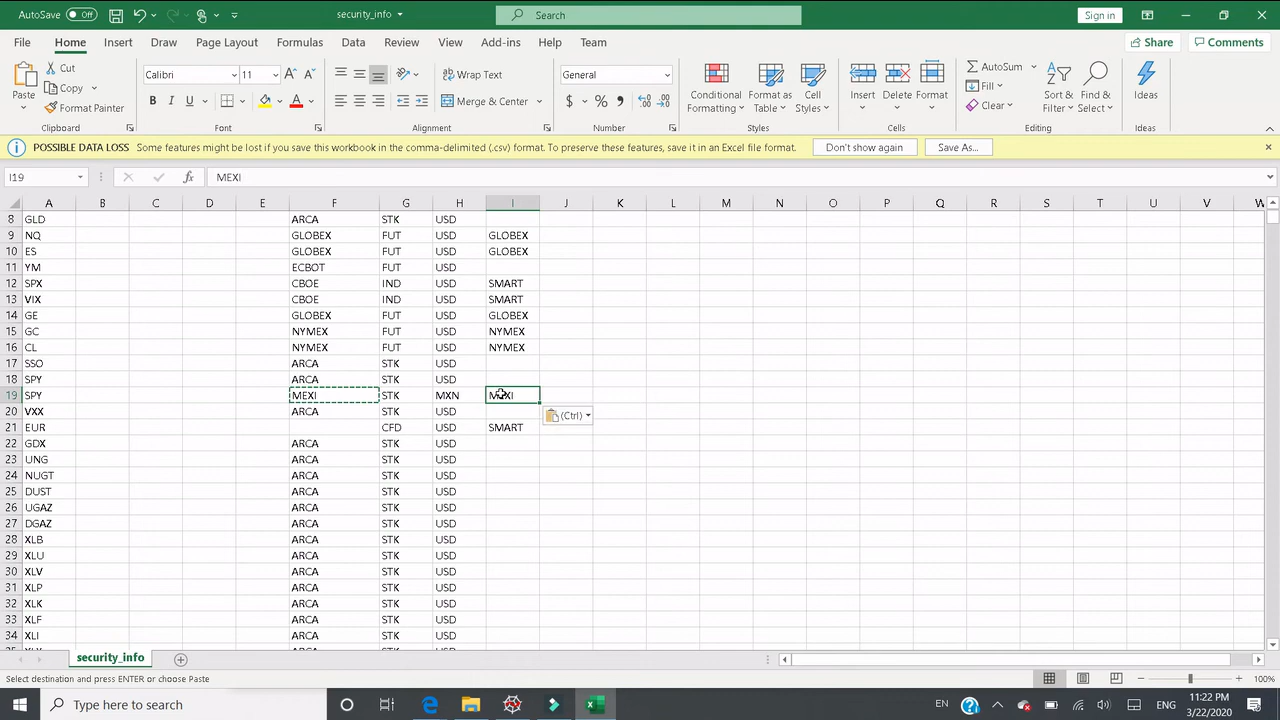 AutoSave Off security_info Search Sign in
File Home Insert Draw Page Layout Formulas Data Review View Add-ins Help Team Share Comments
Paste Cut Copy Format Painter Clipboard
Calibri 11 B I U A Font
Wrap Text Merge & Center Alignment
General $ % , Number
Conditional Formatting Format as Table Cell Styles Styles
Insert Delete Format Cells
AutoSum Fill Clear Sort & Filter Find & Select Editing
Ideas Ideas
POSSIBLE DATA LOSS Some features might be lost if you save this workbook in the comma-delimited (.csv) format. To preserve these features, save it in an Excel file format. Don't show again Save As...
I19 fx MEXI
A B C D E F G H I J K L M N O P Q R S T U V W
8 GLD ARCA STK USD
9 NQ GLOBEX FUT USD GLOBEX
10 ES GLOBEX FUT USD GLOBEX
11 YM ECBOT FUT USD
12 SPX CBOE IND USD SMART
13 VIX CBOE IND USD SMART
14 GE GLOBEX FUT USD GLOBEX
15 GC NYMEX FUT USD NYMEX
16 CL NYMEX FUT USD NYMEX
17 SSO ARCA STK USD
18 SPY ARCA STK USD
19 SPY MEXI STK MXN MEXI
20 VXX ARCA STK USD
(Ctrl)
21 EUR CFD USD SMART
22 GDX ARCA STK USD
23 UNG ARCA STK USD
24 NUGT ARCA STK USD
25 DUST ARCA STK USD
26 UGAZ ARCA STK USD
27 DGAZ ARCA STK USD
28 XLB ARCA STK USD
29 XLU ARCA STK USD
30 XLV ARCA STK USD
31 XLP ARCA STK USD
32 XLK ARCA STK USD
33 XLF ARCA STK USD
34 XLI ARCA STK USD
security_info
Select destination and press ENTER or choose Paste 100%
Type here to search EN ENG 11:22 PM
3/22/2020